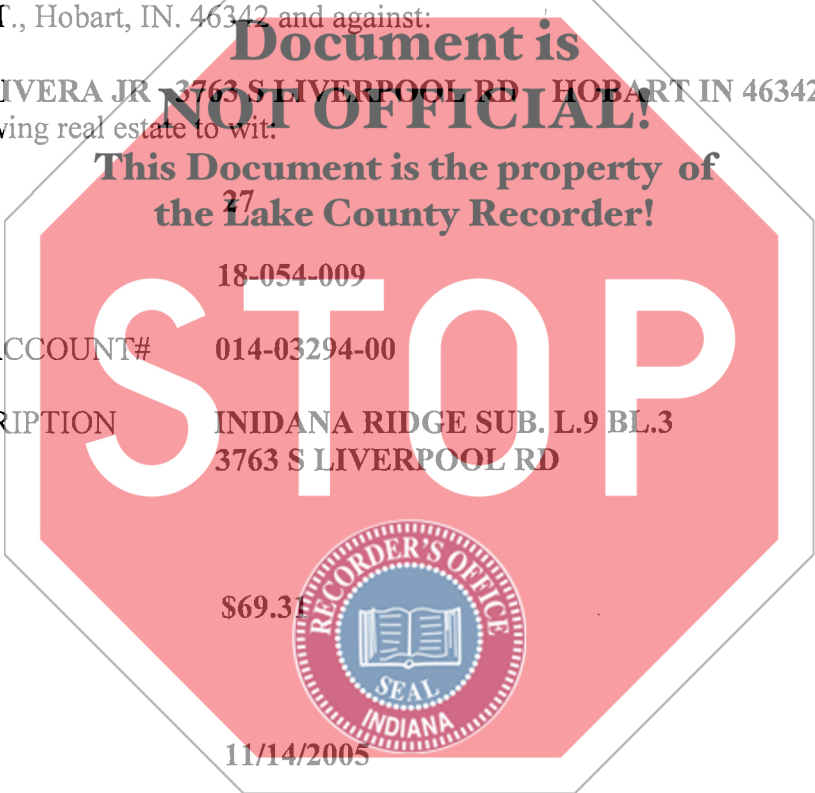 T., Hobart, IN. 46342 and against:
Document is
IVERA JR 3763 S LIVERPOOL RD HOBART IN 46342
NOT OFFICIAL!
wing real estate to wit:
This Document is the property of
27
the Lake County Recorder!
18-054-009
STOP
CCOUNT# 014-03294-00
RIPTION INIDANA RIDGE SUB. L.9 BL.3
3763 S LIVERPOOL RD
RECORDER'S OFFICE
$69.31
SEAL
INDIANA
11/14/2005